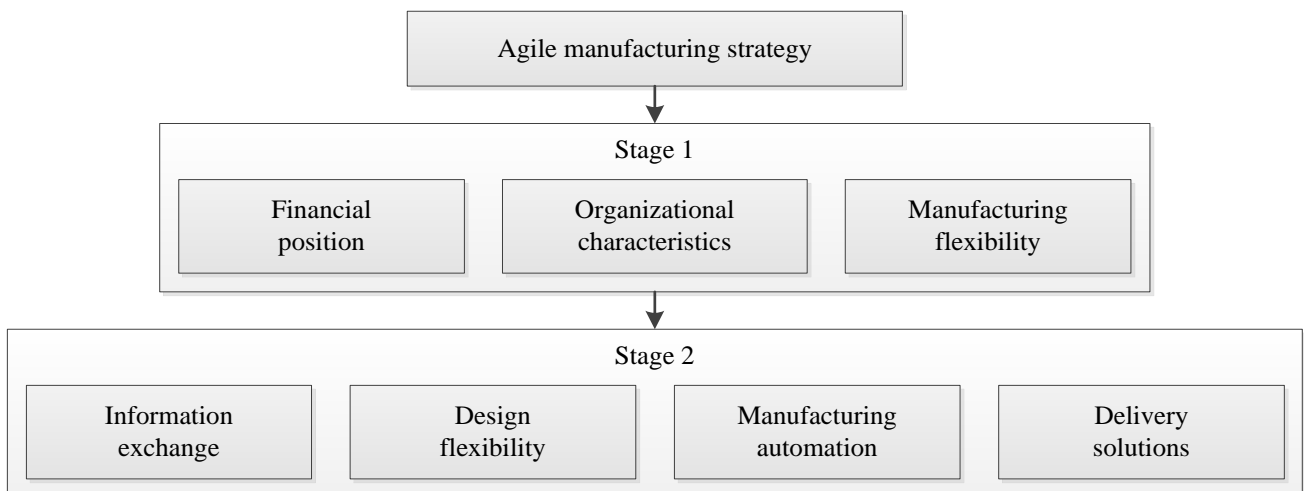 Agile manufacturing strategy
Stage 1
Financial
position
Organizational
characteristics
Manufacturing
flexibility
Stage 2
Information
exchange
Design
flexibility
Manufacturing
automation
Delivery
solutions